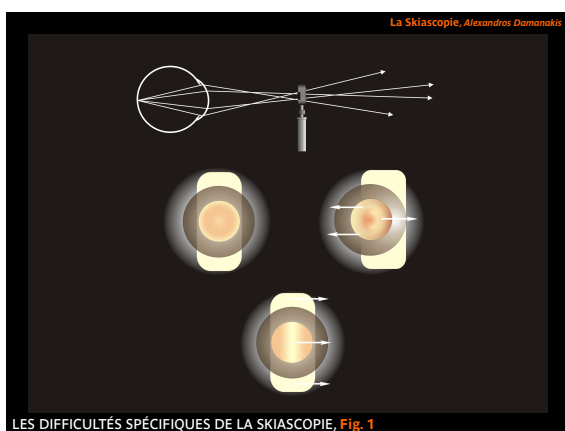 La Skiascopie, Alexandros Damanakis
LES DIFFICULTÉS SPÉCIFIQUES DE LA SKIASCOPIE, Fig. 1